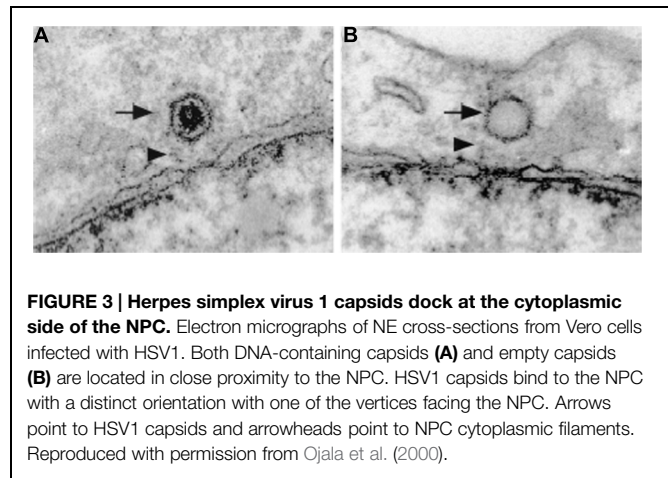 A
B
FIGURE 3 | Herpes simplex virus 1 capsids dock at the cytoplasmic
side of the NPC. Electron micrographs of NE cross-sections from Vero cells
infected with HSV1. Both DNA-containing capsids (A) and empty capsids
(B) are located in close proximity to the NPC. HSV1 capsids bind to the NPC
with a distinct orientation with one of the vertices facing the NPC. Arrows
point to HSV1 capsids and arrowheads point to NPC cytoplasmic filaments.
Reproduced with permission from Ojala et al. (2000).